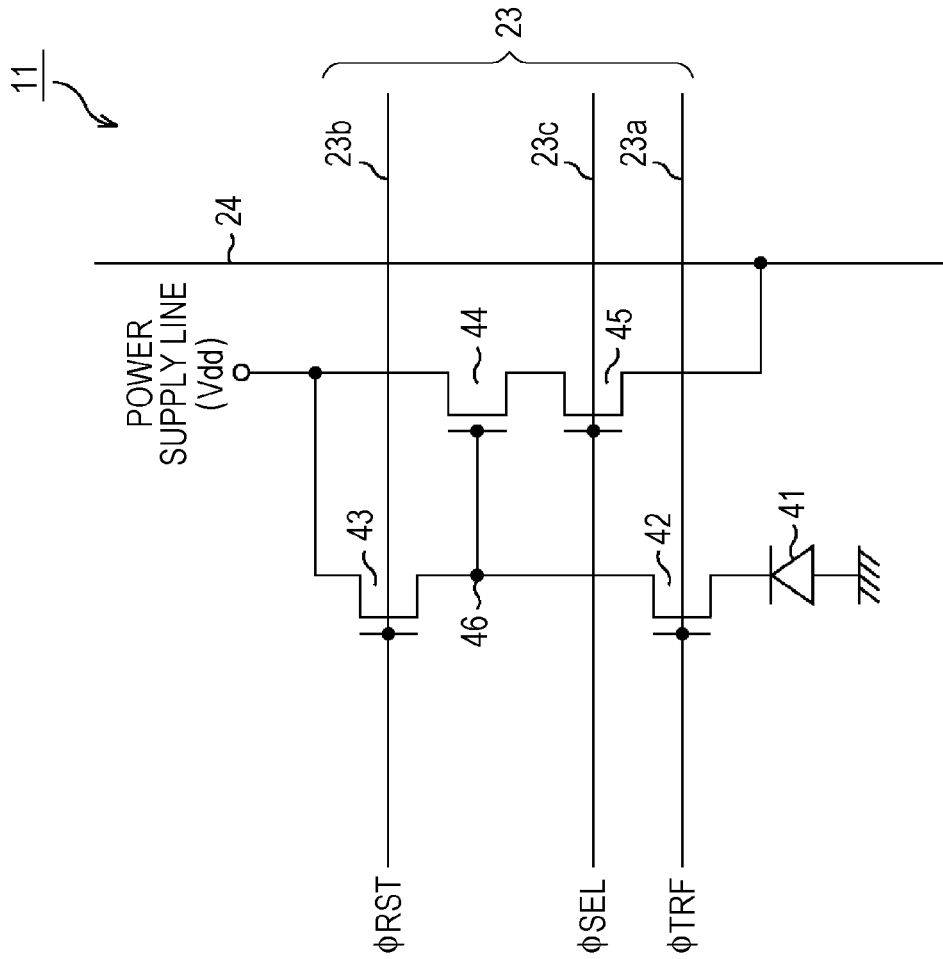 11
23
23b
23c
23a
24
POWER
SUPPLY LINE
(Vdd)
44
45
43
46
42
41
ϕRST
ϕSEL
ϕTRF